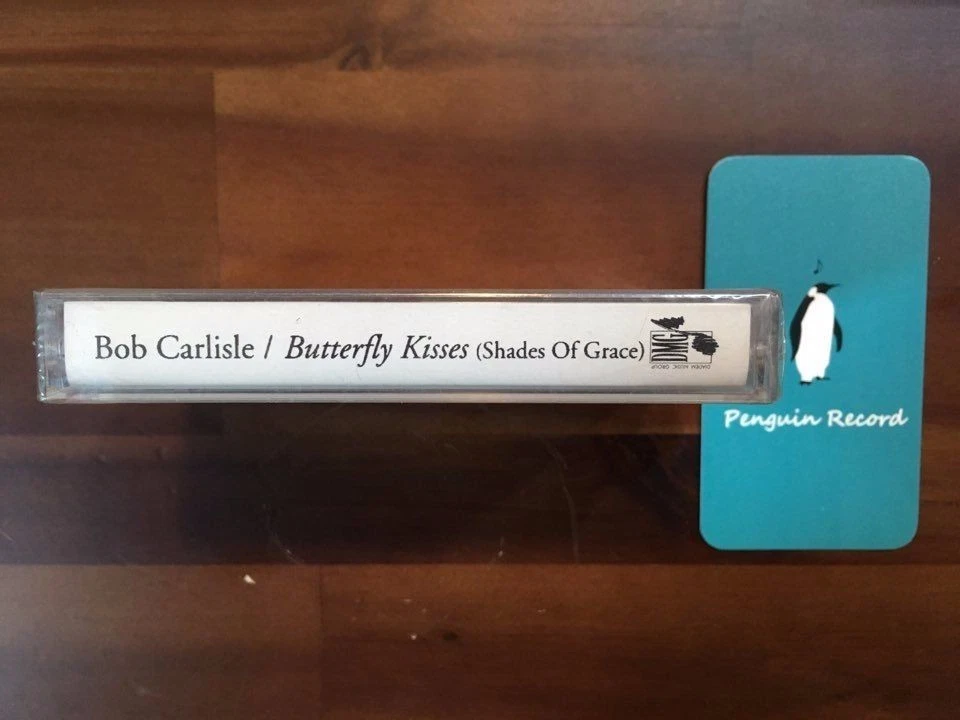 Bob Carlisle / Butterfly Kisses (Shades Of Grace)
DMG
DIADEM MUSIC GROUP
Penguin Record